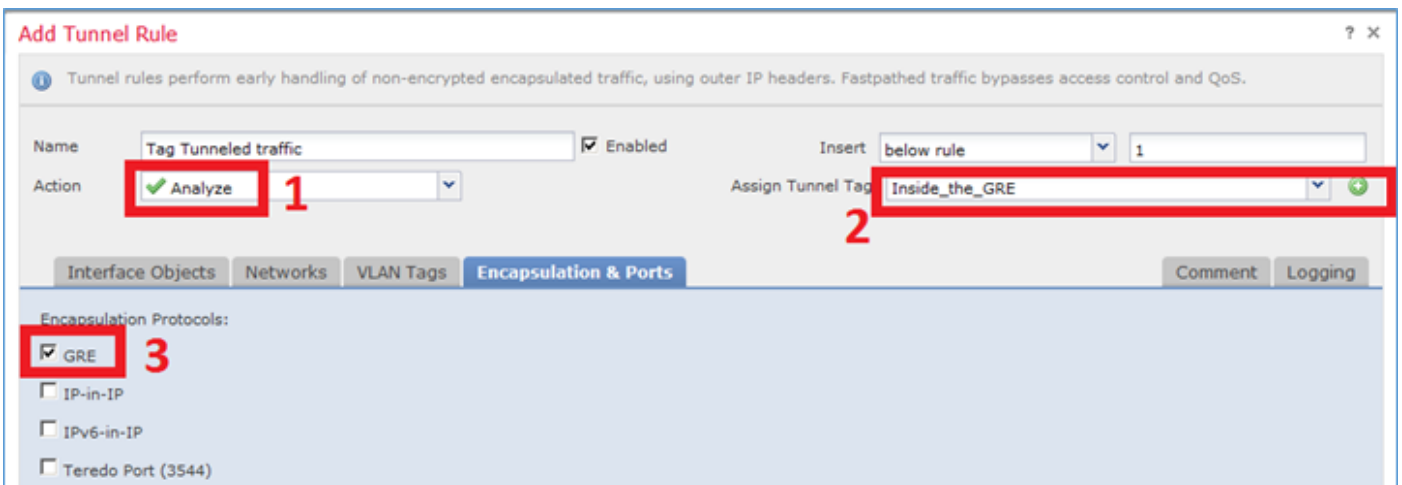 Add Tunnel Rule
Tunnel rules perform early handling of non-encrypted encapsulated traffic, using outer IP headers. Fastpathed traffic bypasses access control and QoS.
Name Tag Tunneled traffic Enabled Insert below rule 1
Action Analyze 1 Assign Tunnel Tag Inside_the_GRE
2
Interface Objects Networks VLAN Tags Encapsulation & Ports Comment Logging
Encapsulation Protocols:
GRE 3
IP-in-IP
IPv6-in-IP
Teredo Port (3544)